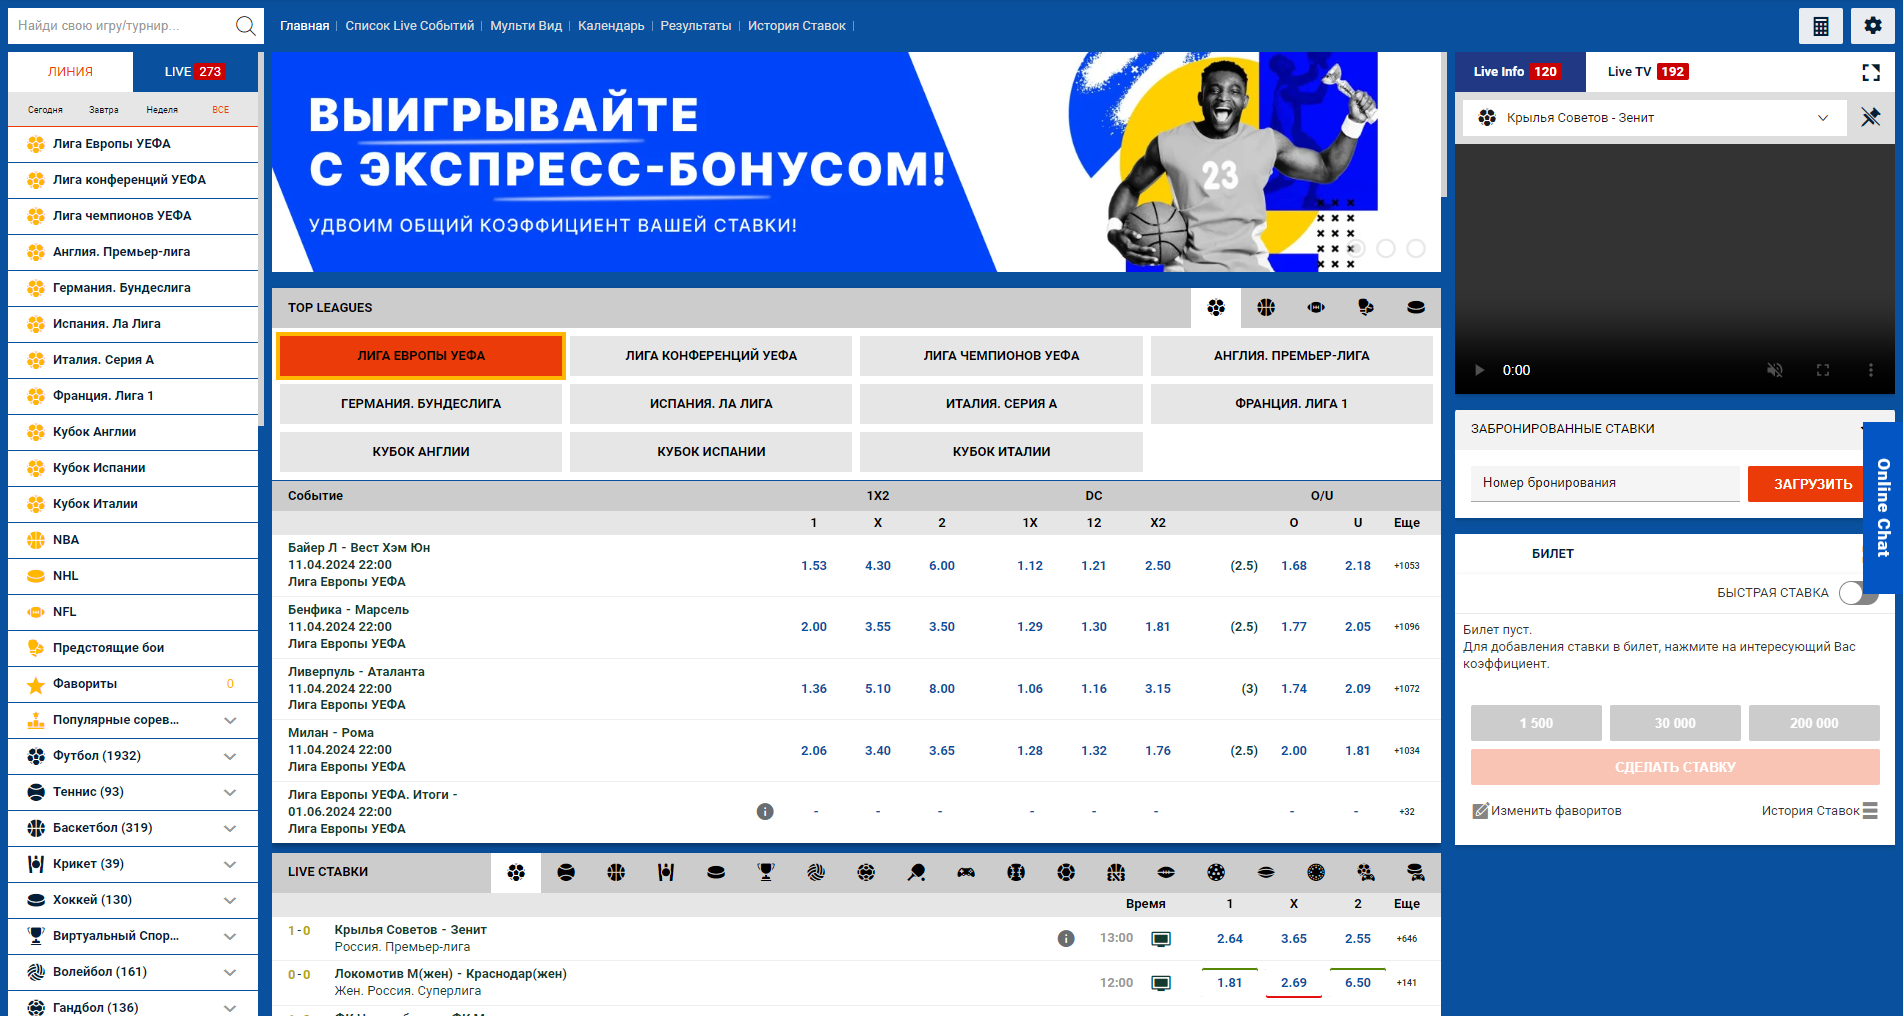 Найди свою игру/турнир...
Главная
Список Live Событий
Мульти Вид
Календарь
Результаты
История Ставок
ЛИНИЯ
LIVE 273
Сегодня
Завтра
Неделя
ВСЕ
Лига Европы УЕФА
Лига конференций УЕФА
Лига чемпионов УЕФА
Англия. Премьер-лига
Германия. Бундеслига
Испания. Ла Лига
Италия. Серия А
Франция. Лига 1
Кубок Англии
Кубок Испании
Кубок Италии
NBA
NHL
NFL
Предстоящие бои
Фавориты 0
Популярные сорев...
Футбол (1932)
Теннис (93)
Баскетбол (319)
Крикет (39)
Хоккей (130)
Виртуальный Спор...
Волейбол (161)
Гандбол (136)
ВЫИГРЫВАЙТЕ
С ЭКСПРЕСС-БОНУСОМ!
УДВОИМ ОБЩИЙ КОЭФФИЦИЕНТ ВАШЕЙ СТАВКИ!
23
TOP LEAGUES
ЛИГА ЕВРОПЫ УЕФА
ЛИГА КОНФЕРЕНЦИЙ УЕФА
ЛИГА ЧЕМПИОНОВ УЕФА
АНГЛИЯ. ПРЕМЬЕР-ЛИГА
ГЕРМАНИЯ. БУНДЕСЛИГА
ИСПАНИЯ. ЛА ЛИГА
ИТАЛИЯ. СЕРИЯ А
ФРАНЦИЯ. ЛИГА 1
КУБОК АНГЛИИ
КУБОК ИСПАНИИ
КУБОК ИТАЛИИ
Событие 1X2 DC O/U
1 X 2 1X 12 X2 O U Еще
Байер Л - Вест Хэм Юн
11.04.2024 22:00
Лига Европы УЕФА
1.53 4.30 6.00 1.12 1.21 2.50 (2.5) 1.68 2.18 +1053
Бенфика - Марсель
11.04.2024 22:00
Лига Европы УЕФА
2.00 3.55 3.50 1.29 1.30 1.81 (2.5) 1.77 2.05 +1096
Ливерпуль - Аталанта
11.04.2024 22:00
Лига Европы УЕФА
1.36 5.10 8.00 1.06 1.16 3.15 (3) 1.74 2.09 +1072
Милан - Рома
11.04.2024 22:00
Лига Европы УЕФА
2.06 3.40 3.65 1.28 1.32 1.76 (2.5) 2.00 1.81 +1034
Лига Европы УЕФА. Итоги -
01.06.2024 22:00
Лига Европы УЕФА
- - - - - - - - +32
LIVE СТАВКИ
Время 1 X 2 Еще
1-0 Крылья Советов - Зенит
Россия. Премьер-лига
13:00 2.64 3.65 2.55 +646
0-0 Локомотив М(жен) - Краснодар(жен)
Жен. Россия. Суперлига
12:00 1.81 2.69 6.50 +141
Live Info 120
Live TV 192
Крылья Советов - Зенит
0:00
ЗАБРОНИРОВАННЫЕ СТАВКИ
Номер бронирования
ЗАГРУЗИТЬ
Online Chat
БИЛЕТ
БЫСТРАЯ СТАВКА
Билет пуст.
Для добавления ставки в билет, нажмите на интересующий Вас
коэффициент.
1 500
30 000
200 000
СДЕЛАТЬ СТАВКУ
Изменить фаворитов
История Ставок